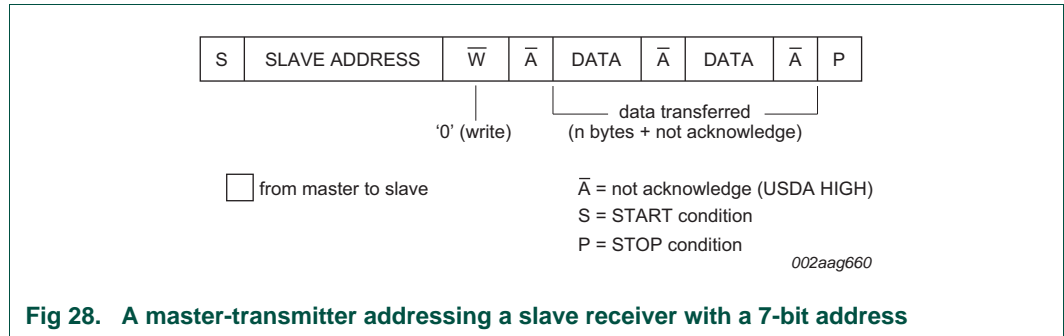 S SLAVE ADDRESS W̅ A̅ DATA A̅ DATA A̅ P
data transferred
'0' (write) (n bytes + not acknowledge)
from master to slave A̅ = not acknowledge (USDA HIGH)
S = START condition
P = STOP condition
002aag660
Fig 28. A master-transmitter addressing a slave receiver with a 7-bit address